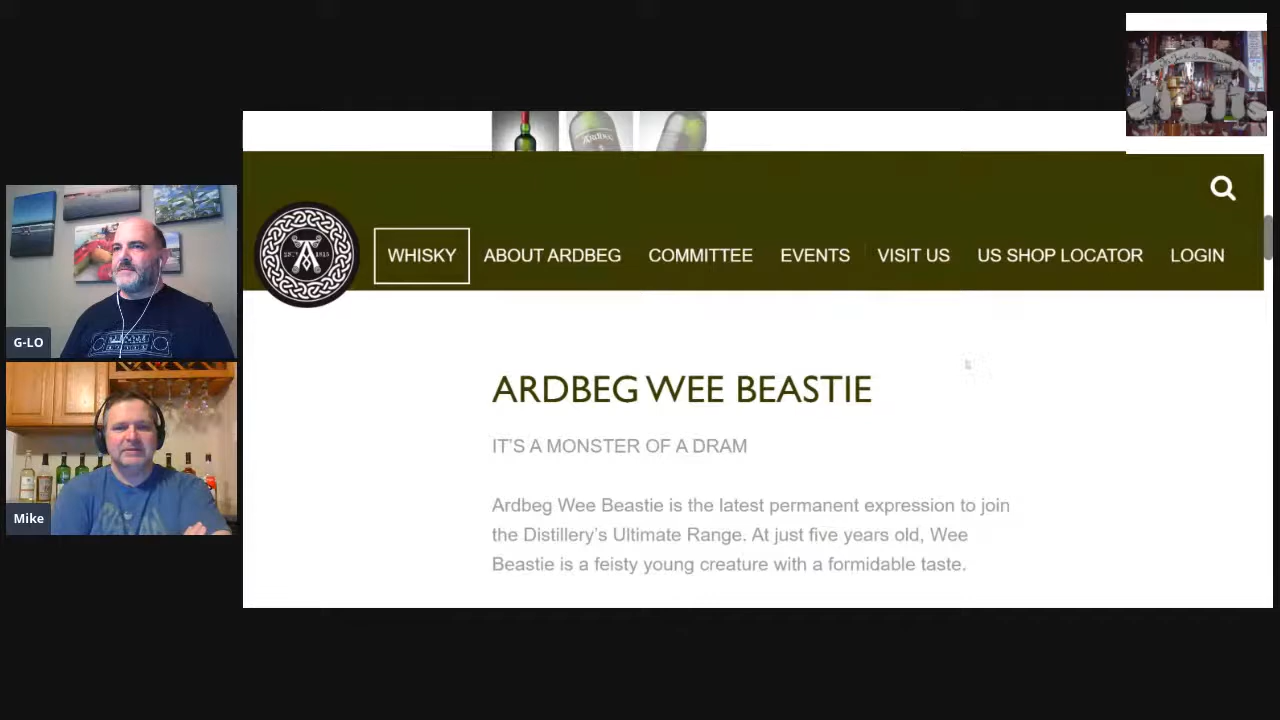 WHISKY
ABOUT ARDBEG
COMMITTEE
EVENTS
VISIT US
US SHOP LOCATOR
LOGIN
ARDBEG WEE BEASTIE
IT'S A MONSTER OF A DRAM
Ardbeg Wee Beastie is the latest permanent expression to join
the Distillery's Ultimate Range. At just five years old, Wee
Beastie is a feisty young creature with a formidable taste.
G-LO
Mike